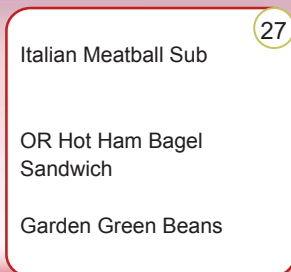 27
Italian Meatball Sub
OR Hot Ham Bagel
Sandwich
Garden Green Beans